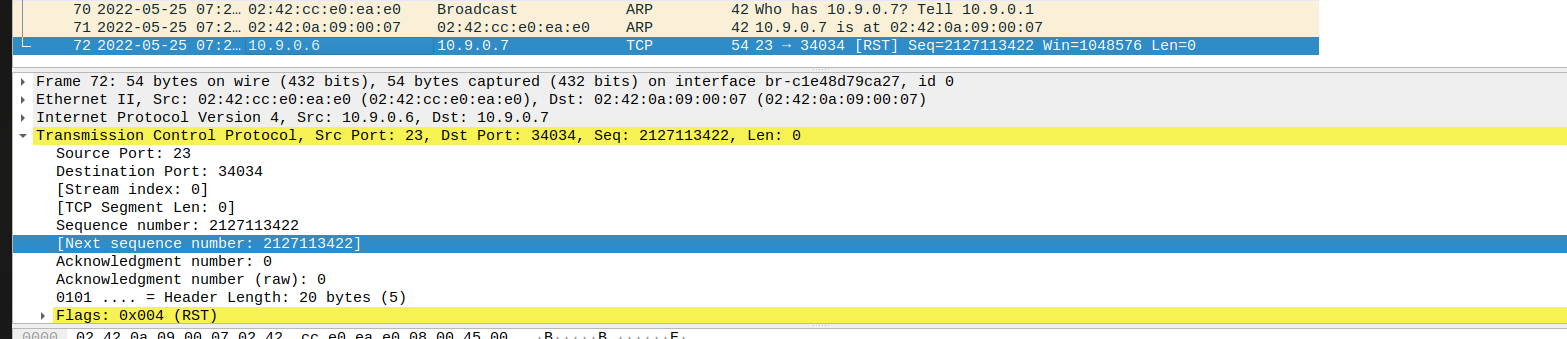 70 2022-05-25 07:2… 02:42:cc:e0:ea:e0 Broadcast ARP 42 Who has 10.9.0.7? Tell 10.9.0.1
71 2022-05-25 07:2… 02:42:0a:09:00:07 02:42:cc:e0:ea:e0 ARP 42 10.9.0.7 is at 02:42:0a:09:00:07
72 2022-05-25 07:2… 10.9.0.6 10.9.0.7 TCP 54 23 → 34034 [RST] Seq=2127113422 Win=1048576 Len=0
Frame 72: 54 bytes on wire (432 bits), 54 bytes captured (432 bits) on interface br-c1e48d79ca27, id 0
Ethernet II, Src: 02:42:cc:e0:ea:e0 (02:42:cc:e0:ea:e0), Dst: 02:42:0a:09:00:07 (02:42:0a:09:00:07)
Internet Protocol Version 4, Src: 10.9.0.6, Dst: 10.9.0.7
Transmission Control Protocol, Src Port: 23, Dst Port: 34034, Seq: 2127113422, Len: 0
Source Port: 23
Destination Port: 34034
[Stream index: 0]
[TCP Segment Len: 0]
Sequence number: 2127113422
[Next sequence number: 2127113422]
Acknowledgment number: 0
Acknowledgment number (raw): 0
0101 .... = Header Length: 20 bytes (5)
Flags: 0x004 (RST)
0000 02 42 0a 09 00 07 02 42 cc e0 ea e0 08 00 45 00 ·B·····B ······E·